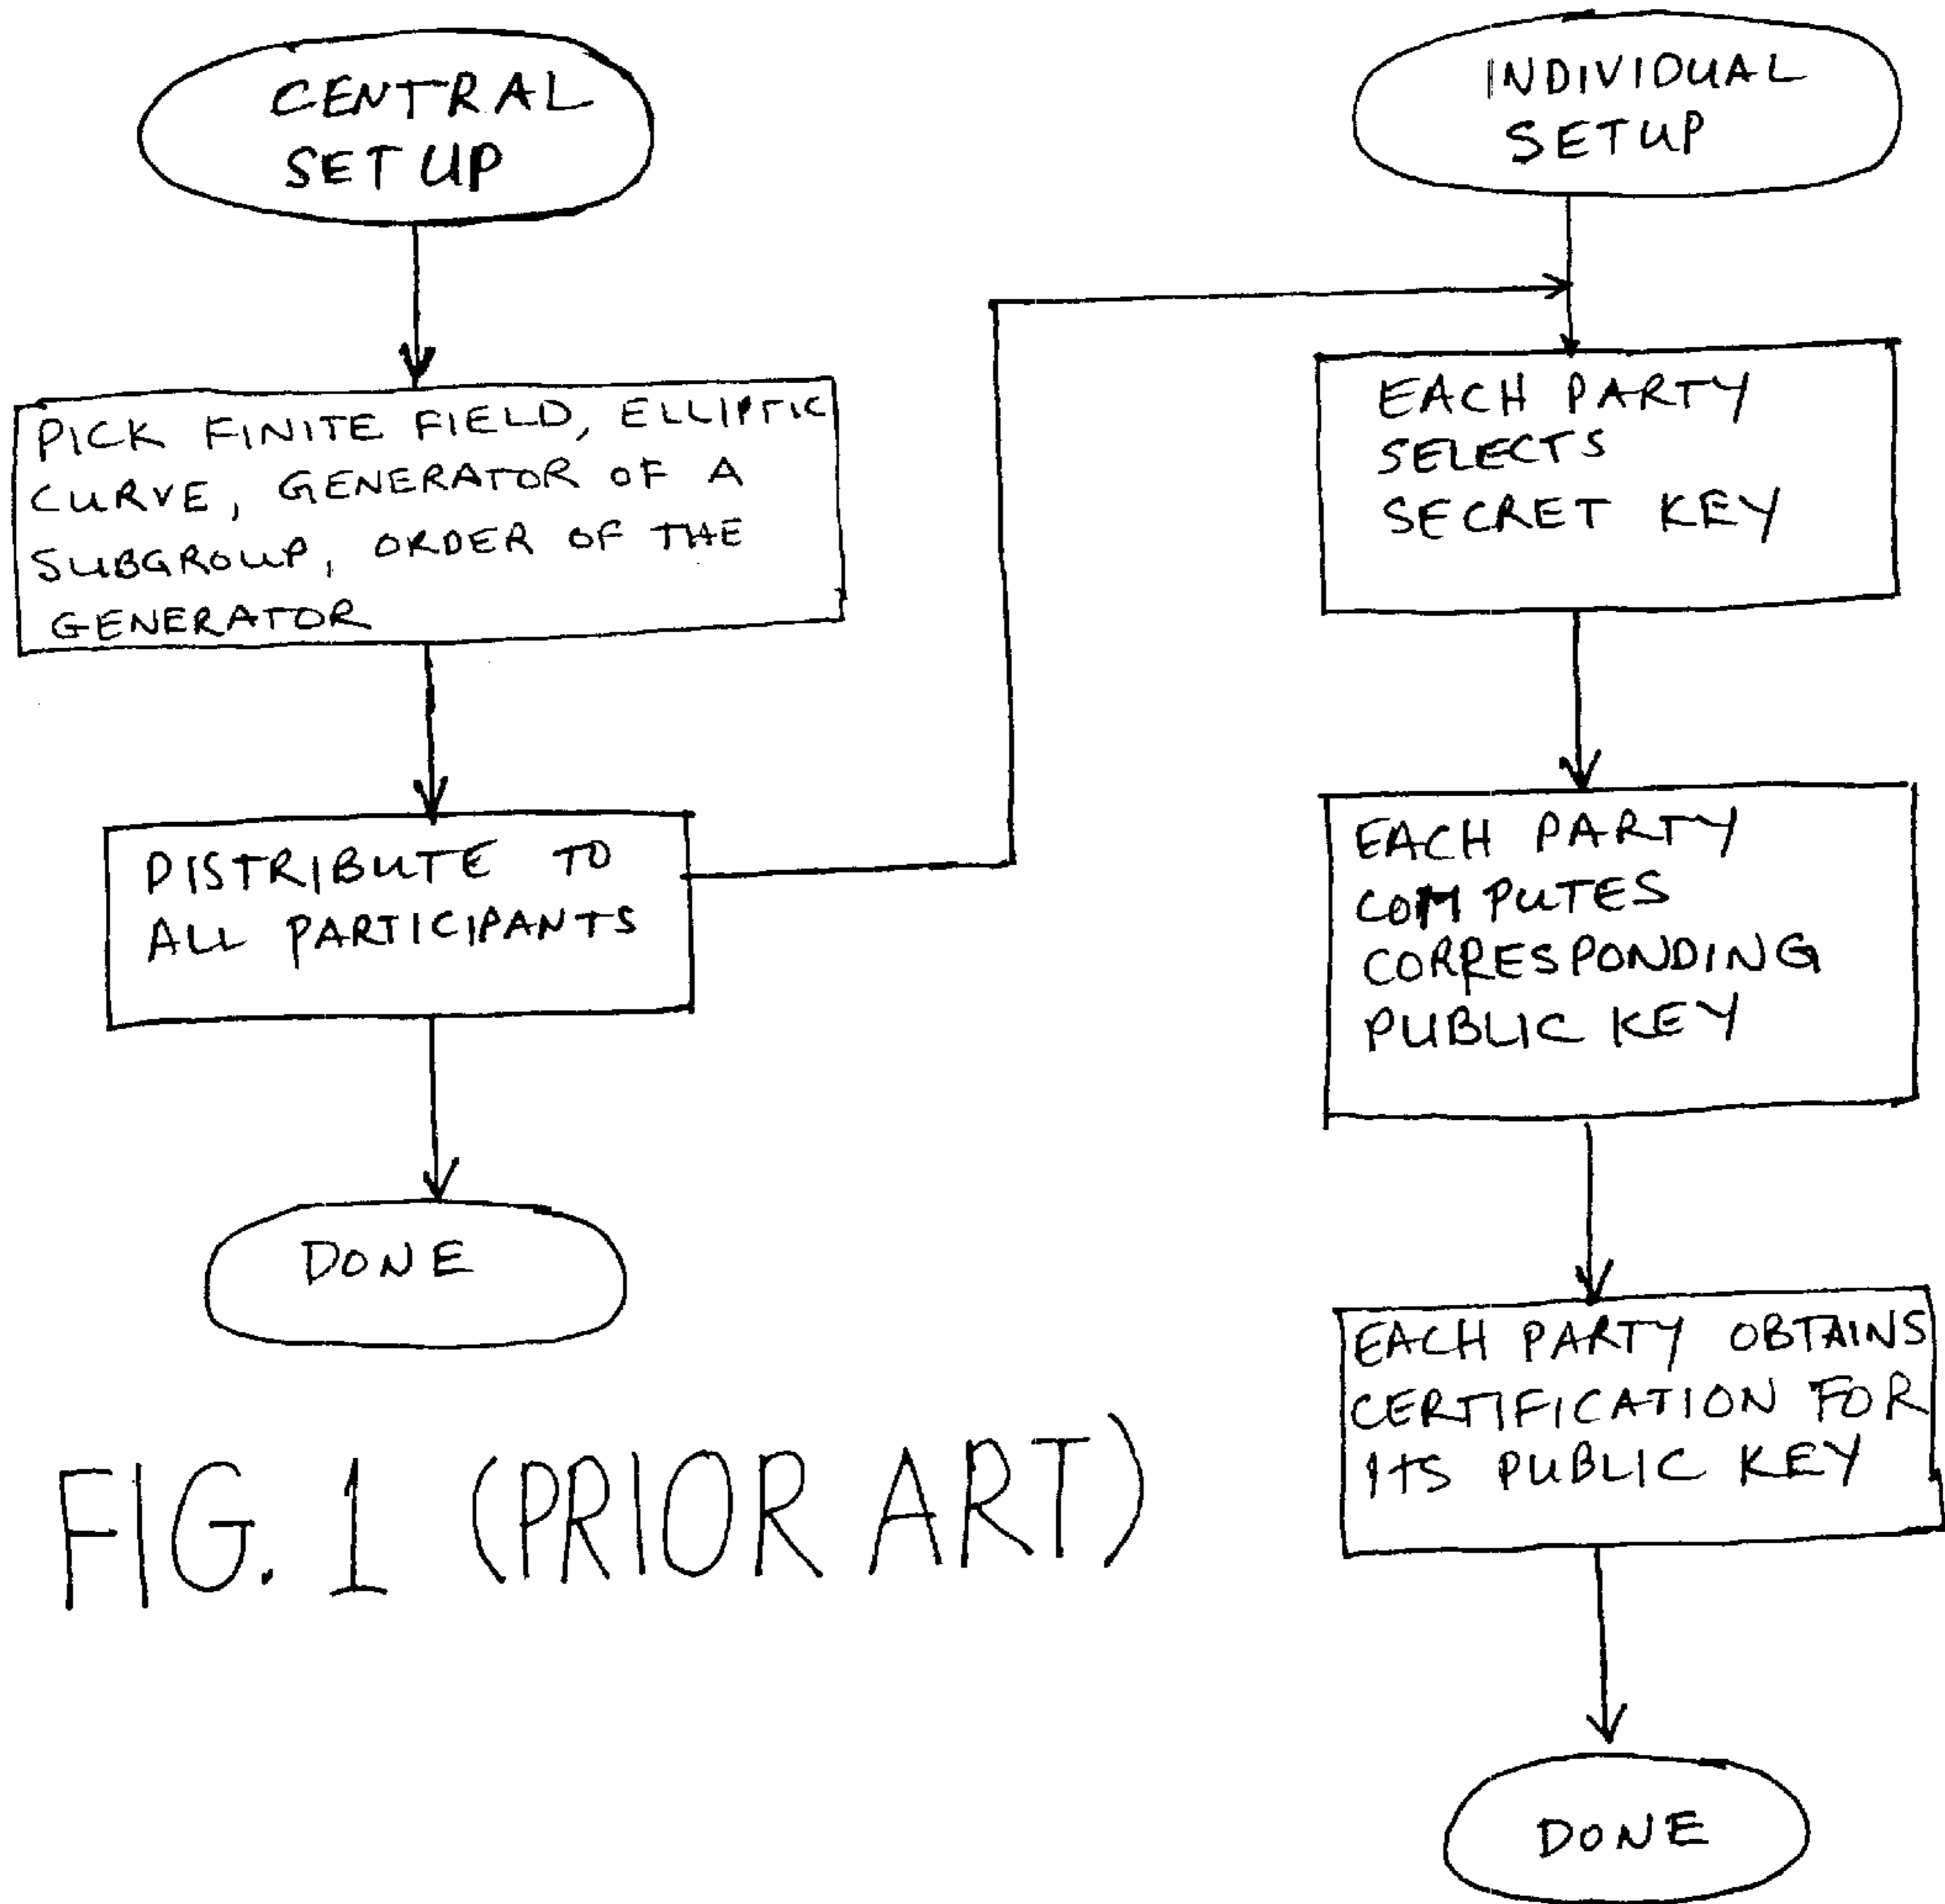 CENTRAL
SET UP
PICK FINITE FIELD, ELLIPTIC
CURVE, GENERATOR OF A
SUBGROUP, ORDER OF THE
GENERATOR
DISTRIBUTE TO
ALL PARTICIPANTS
DONE
INDIVIDUAL
SETUP
EACH PARTY
SELECTS
SECRET KEY
EACH PARTY
COMPUTES
CORRESPONDING
PUBLIC KEY
EACH PARTY OBTAINS
CERTIFICATION FOR
ITS PUBLIC KEY
DONE
FIG. 1 (PRIOR ART)